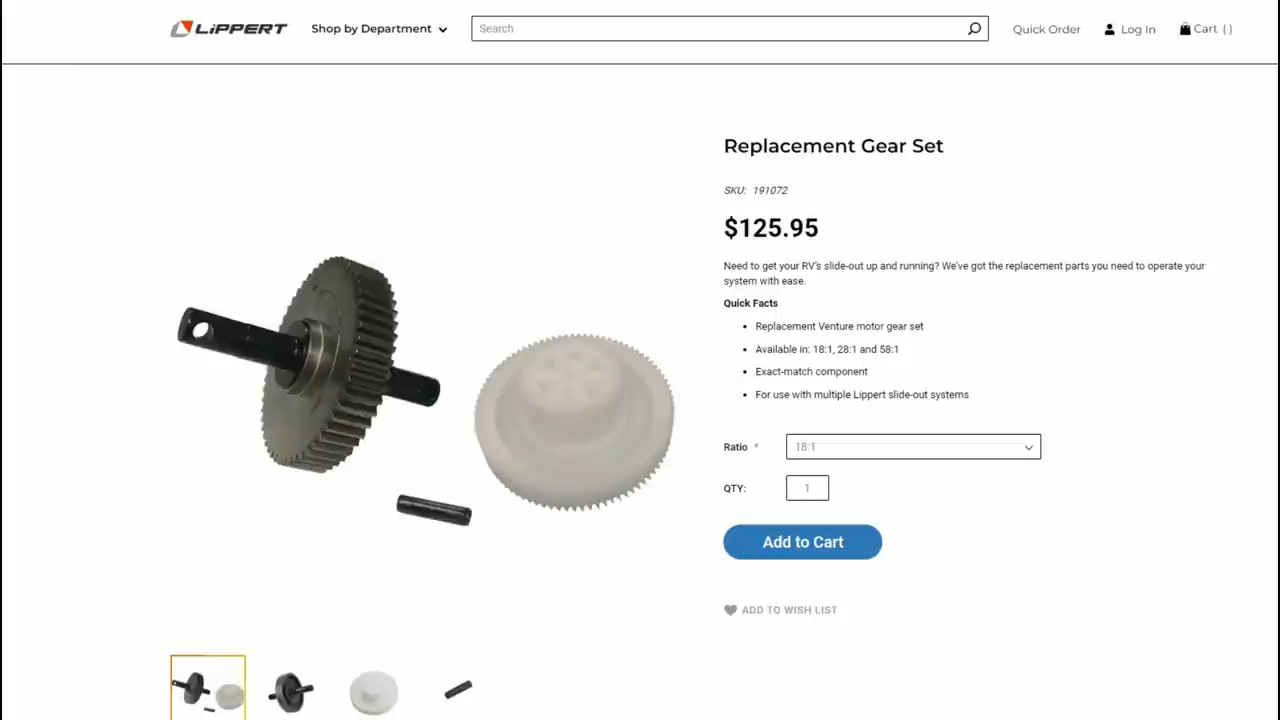 LIPPERT
Shop by Department
Search
Quick Order
Log In
Cart ( )
Replacement Gear Set
SKU: 191072
$125.95
Need to get your RV's slide-out up and running? We've got the replacement parts you need to operate your
system with ease.
Quick Facts
• Replacement Venture motor gear set
• Available in: 18:1, 28:1 and 58:1
• Exact-match component
• For use with multiple Lippert slide-out systems
Ratio * 18:1
QTY: 1
Add to Cart
ADD TO WISH LIST